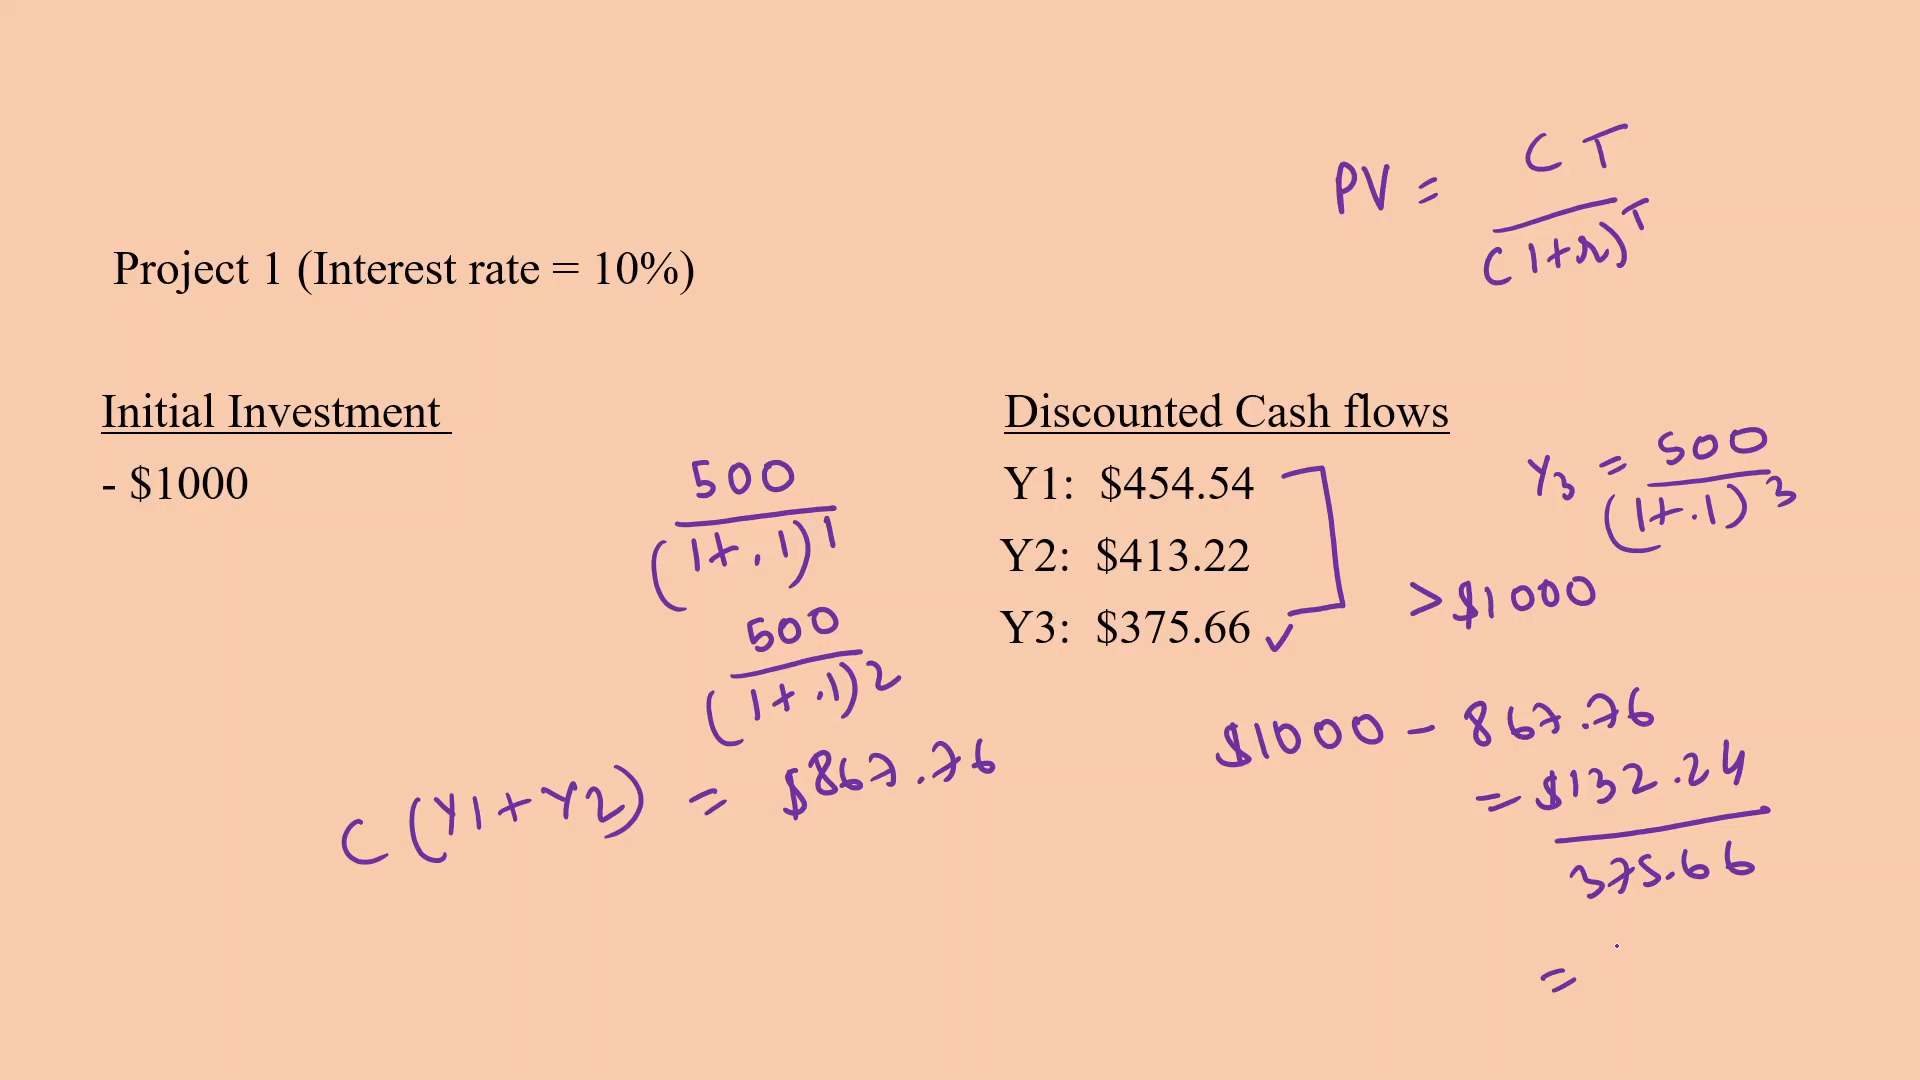 PV = CT
(1+r)^T
Project 1 (Interest rate = 10%)
Initial Investment
- $1000
500
(1+.1)^1
500
(1+.1)^2
Discounted Cash flows
Y1: $454.54
Y2: $413.22
Y3: $375.66 ✓
Y3 = 500
(1+.1)^3
>$1000
C (Y1+Y2) = $867.76
$1000 - 867.76
= $132.24
375.66
=